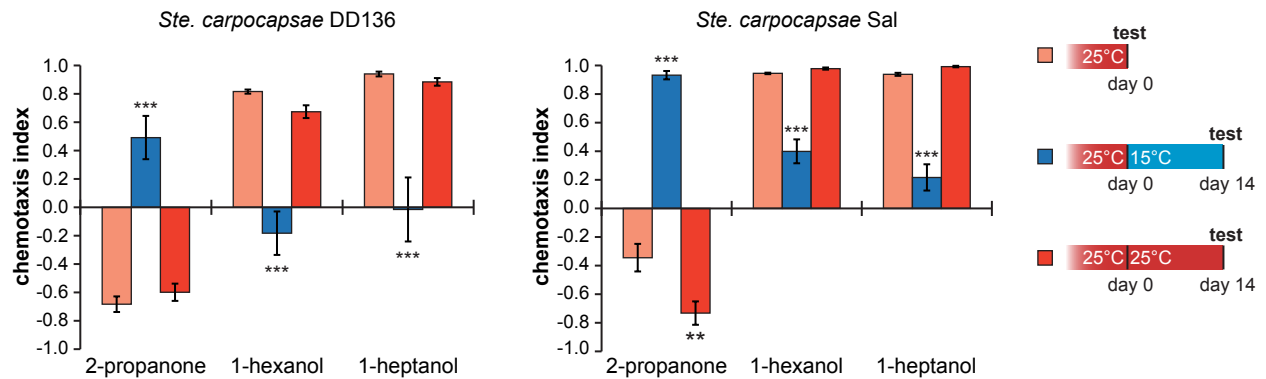 Ste. carpocapsae DD136
chemotaxis index
1.0
0.8
0.6
0.4
0.2
0.0
-0.2
-0.4
-0.6
-0.8
-1.0
***
***
***
2-propanone 1-hexanol 1-heptanol
Ste. carpocapsae Sal
chemotaxis index
1.0
0.8
0.6
0.4
0.2
0.0
-0.2
-0.4
-0.6
-0.8
-1.0
***
***
***
**
2-propanone 1-hexanol 1-heptanol
test
25°C
day 0
test
25°C 15°C
day 0 day 14
test
25°C 25°C
day 0 day 14